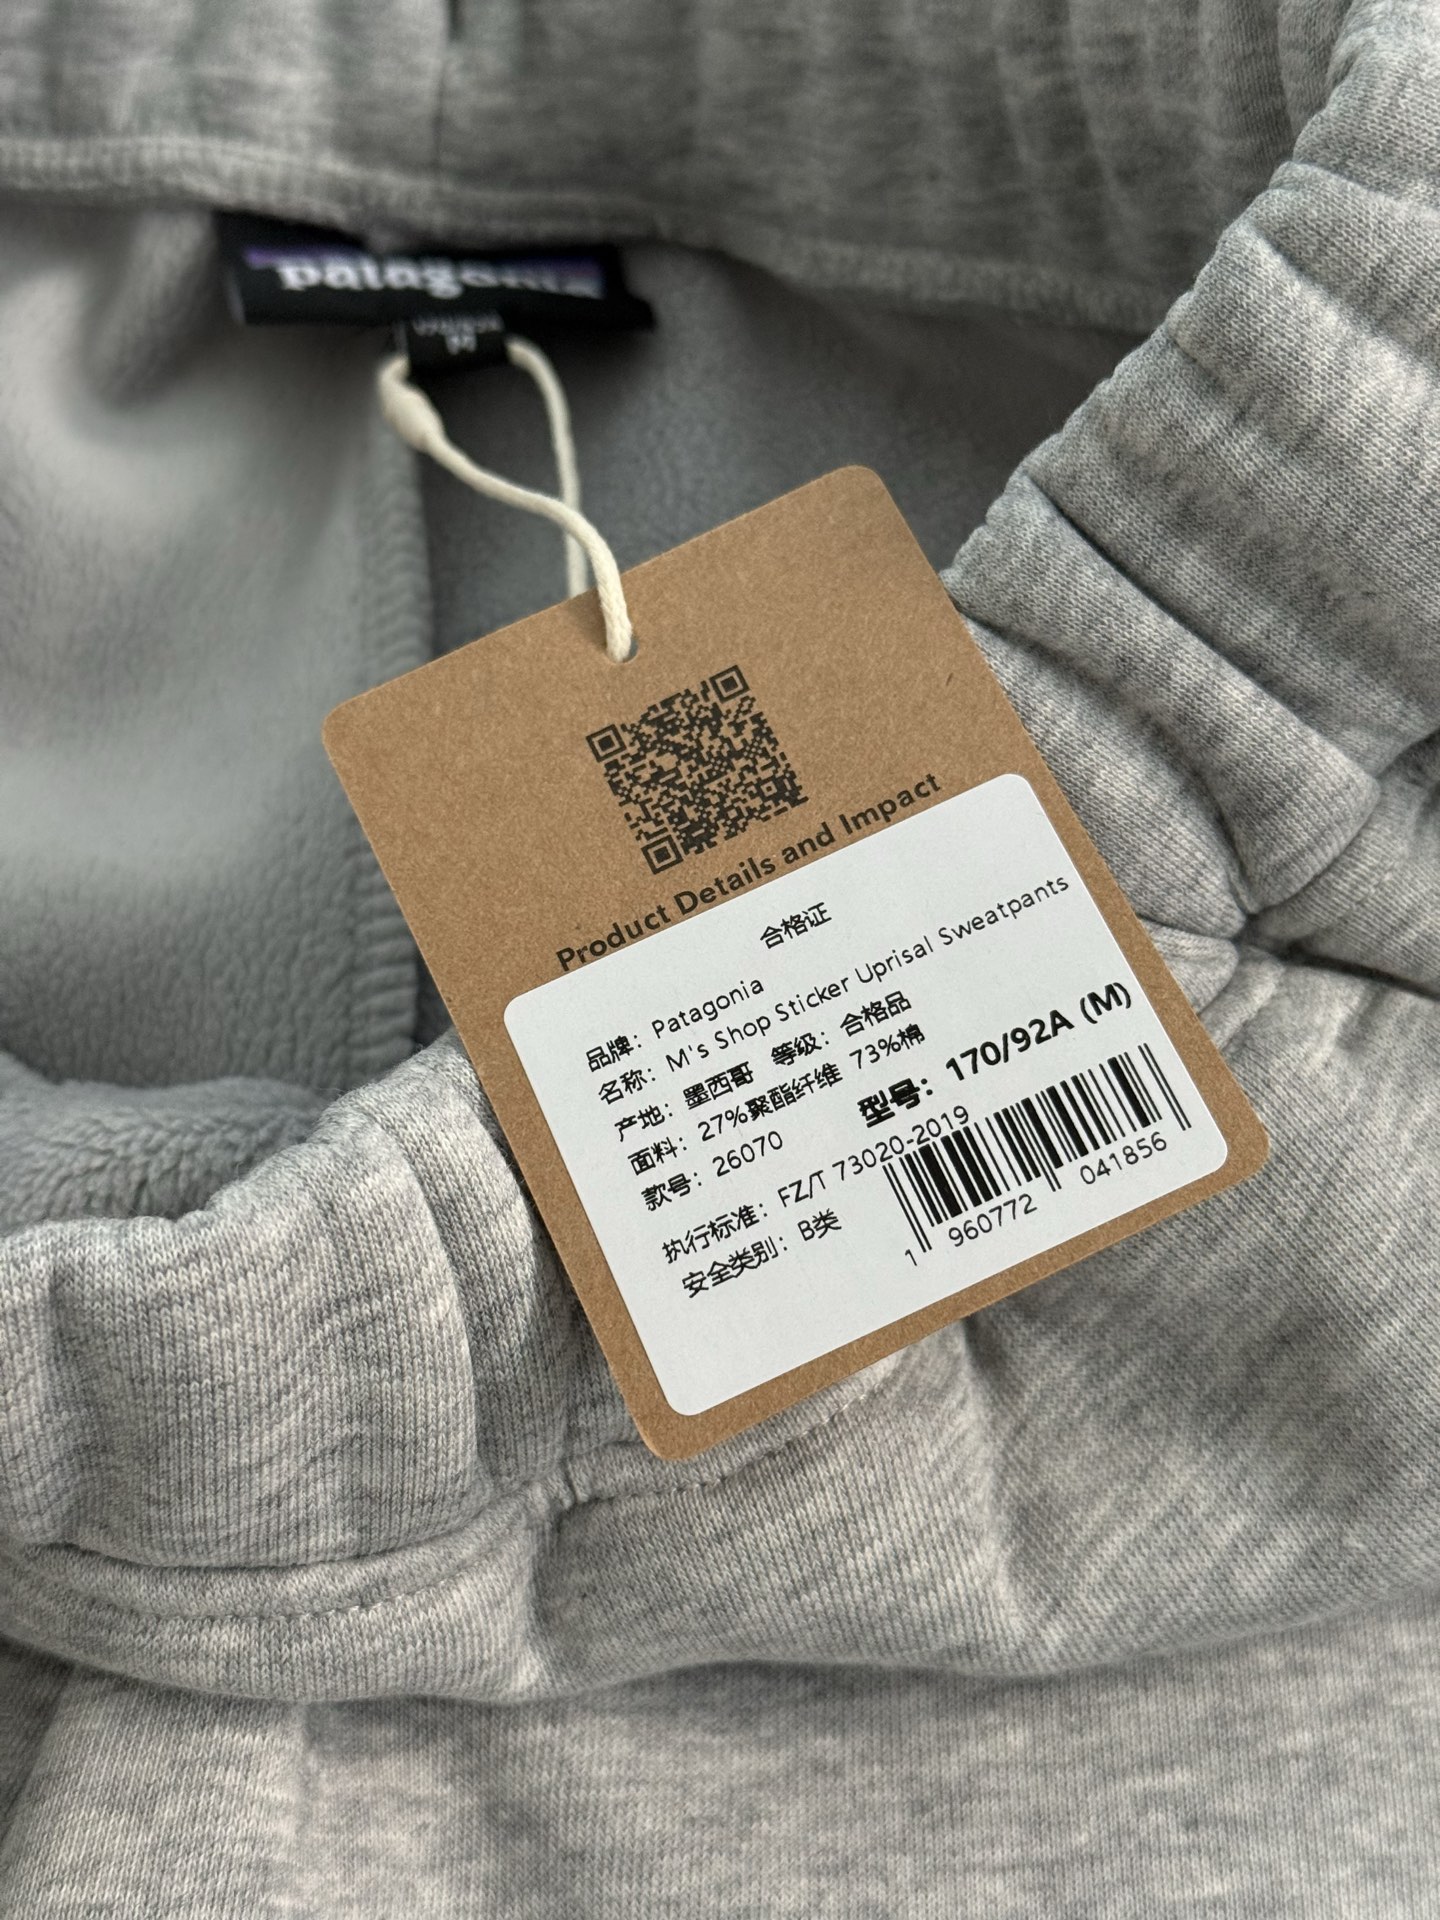 patagonia
M
Product Details and Impact
合格证
品牌: Patagonia
名称: M's Shop Sticker Uprisal Sweatpants
产地: 墨西哥 等级: 合格品
面料: 27%聚酯纤维 73%棉
款号: 26070 型号: 170/92A (M)
执行标准: FZ/T 73020-2019
安全类别: B类
1 960772 041856